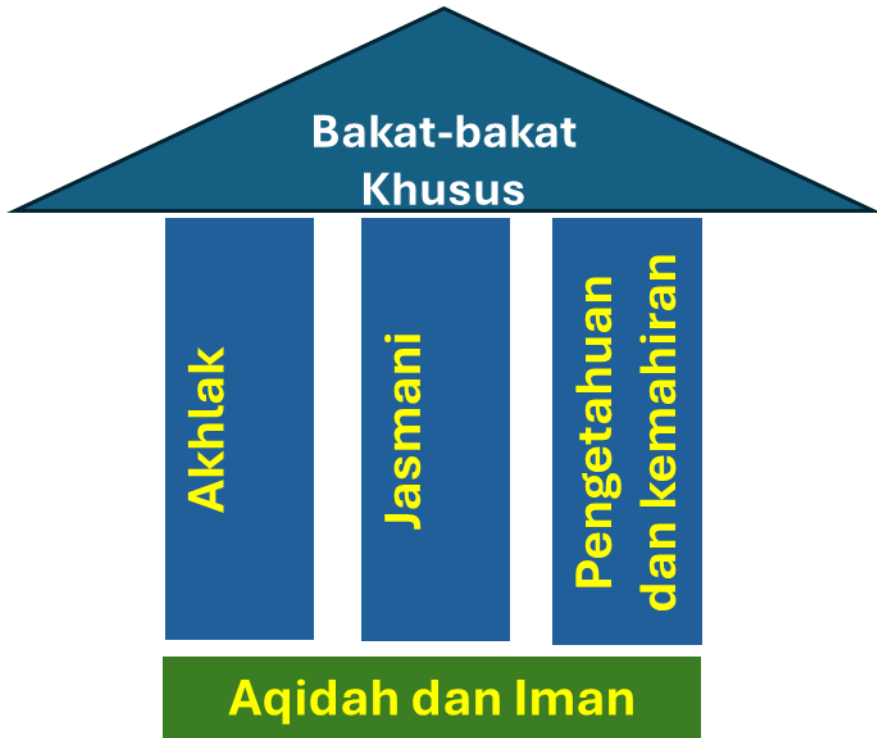 Bakat-bakat
Khusus
Akhlak
Jasmani
Pengetahuan
dan kemahiran
Aqidah dan Iman